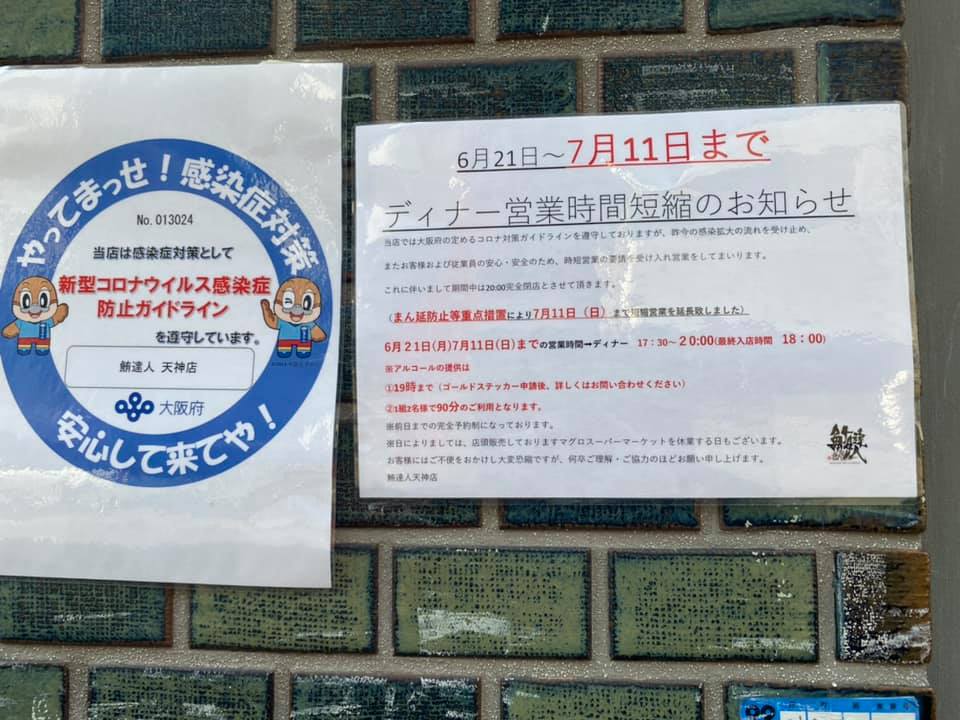 やってまっせ！感染症対策
No. 013024
当店は感染症対策として
新型コロナウイルス感染症
防止ガイドライン
を遵守しています。
鮪達人 天神店
大阪府
安心して来てや！
6月21日～7月11日まで
ディナー営業時間短縮のお知らせ
当店では大阪府の定めるコロナ対策ガイドラインを遵守しておりますが、昨今の感染拡大の流れを受け止め、
またお客様および従業員の安心・安全のため、時短営業の要請を受け入れ営業をしてまいります。
これに伴いまして期間中は20:00完全閉店とさせて頂きます。
（まん延防止等重点措置により7月11日（日）まで短縮営業を延長致しました）
6月21日(月)7月11日(日)までの営業時間➡ディナー 17：30～20:00(最終入店時間 18：00)
※アルコールの提供は
①19時まで（ゴールドステッカー申請後、詳しくはお問い合わせください）
②1組2名様で90分のご利用となります。
※前日までの完全予約制になっております。
※日によりましては、店頭販売しておりますマグロスーパーマーケットを休業する日もございます。
お客様にはご不便をおかけし大変恐縮ですが、何卒ご理解・ご協力のほどお願い申し上げます。
鮪達人天神店
鮪達人